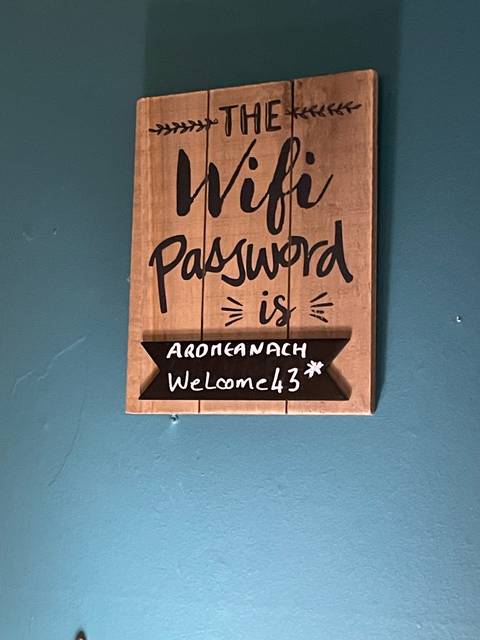 THE
Wifi
Password
is
ARDMEANACH
Welcome43*